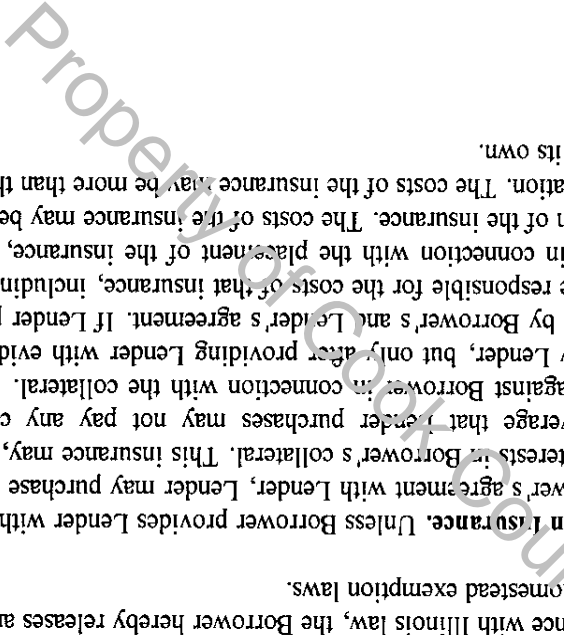 nce with Illinois law, the Borrower hereby releases an
omestead exemption laws.
n Insurance. Unless Borrower provides Lender with
wer's agreement with Lender, Lender may purchase
terests in Borrower's collateral. This insurance may,
verage that Lender purchases may not pay any c
against Borrower in connection with the collateral.
y Lender, but only after providing Lender with evid
by Borrower's and Lender's agreement. If Lender p
e responsible for the costs of that insurance, includin
in connection with the placement of the insurance,
n of the insurance. The costs of the insurance may be
ation. The costs of the insurance may be more than th
its own.
Property of Cook Coun